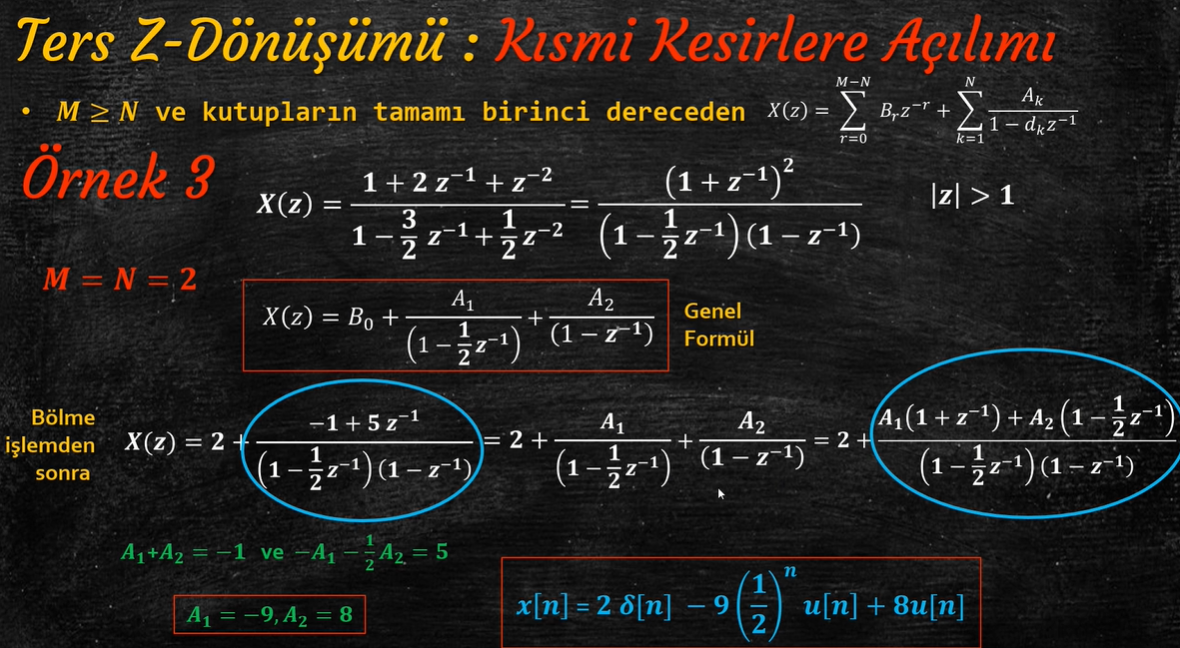 Ters Z-Dönüşümü : Kısmi Kesirlere Açılımı
• M ≥ N ve kutupların tamamı birinci dereceden X(z) = ∑_{r=0}^{M−N} B_r z^{−r} + ∑_{k=1}^{N} A_k / (1 − d_k z^{−1})
Örnek 3
X(z) = (1 + 2 z^{−1} + z^{−2}) / (1 − 3/2 z^{−1} + 1/2 z^{−2}) = (1 + z^{−1})^2 / ((1 − 1/2 z^{−1})(1 − z^{−1})) |z| > 1
M = N = 2
X(z) = B_0 + A_1 / (1 − 1/2 z^{−1}) + A_2 / (1 − z^{−1})
Genel
Formül
Bölme
işlemden
sonra
X(z) = 2 + (−1 + 5 z^{−1}) / ((1 − 1/2 z^{−1})(1 − z^{−1})) = 2 + A_1 / (1 − 1/2 z^{−1}) + A_2 / (1 − z^{−1}) = 2 + (A_1(1 + z^{−1}) + A_2(1 − 1/2 z^{−1})) / ((1 − 1/2 z^{−1})(1 − z^{−1}))
A_1+A_2 = −1 ve −A_1 − 1/2 A_2 = 5
A_1 = −9, A_2 = 8
x[n] = 2 δ[n] − 9 (1/2)^n u[n] + 8u[n]